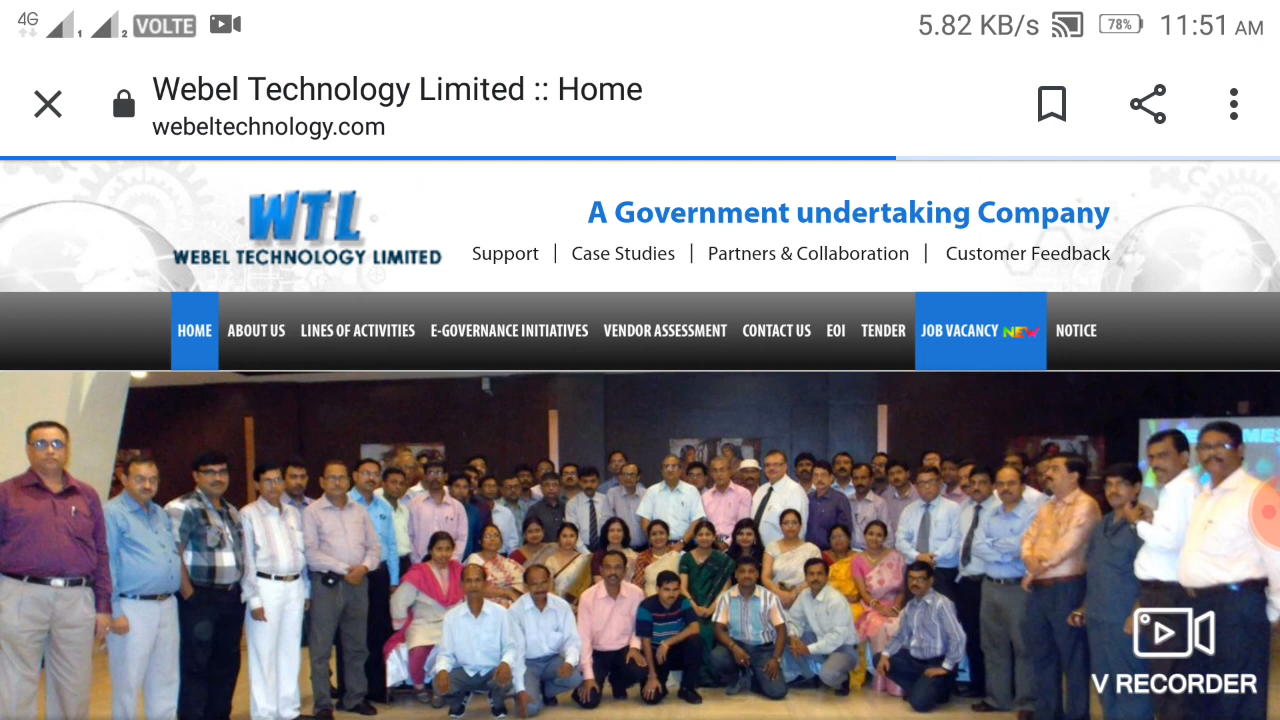 4G 1 2 VOLTE 5.82 KB/s 78% 11:51 AM
Webel Technology Limited :: Home
webeltechnology.com
WTL
WEBEL TECHNOLOGY LIMITED
A Government undertaking Company
Support | Case Studies | Partners & Collaboration | Customer Feedback
HOME ABOUT US LINES OF ACTIVITIES E-GOVERNANCE INITIATIVES VENDOR ASSESSMENT CONTACT US EOI TENDER JOB VACANCY NEW NOTICE
V RECORDER